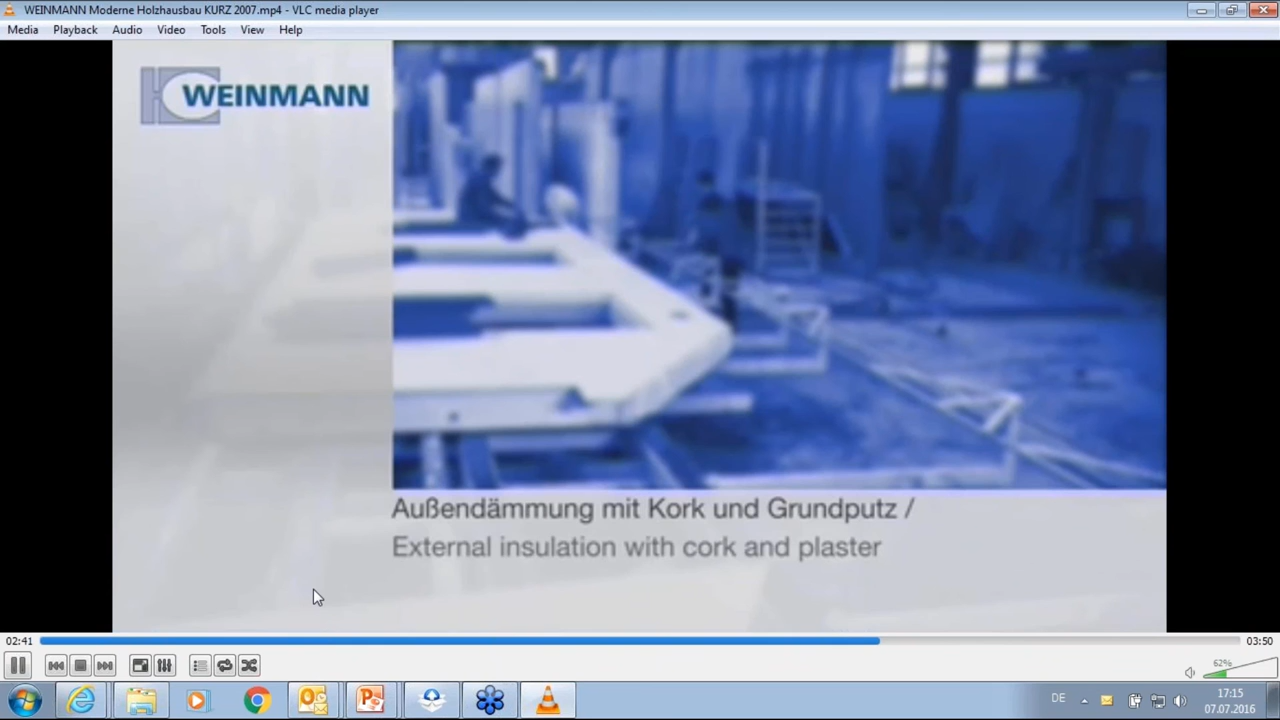 WEINMANN Moderne Holzhausbau KURZ 2007.mp4 - VLC media player
Media Playback Audio Video Tools View Help
WEINMANN
Außendämmung mit Kork und Grundputz /
External insulation with cork and plaster
02:41 03:50
62%
DE 17:15
07.07.2016